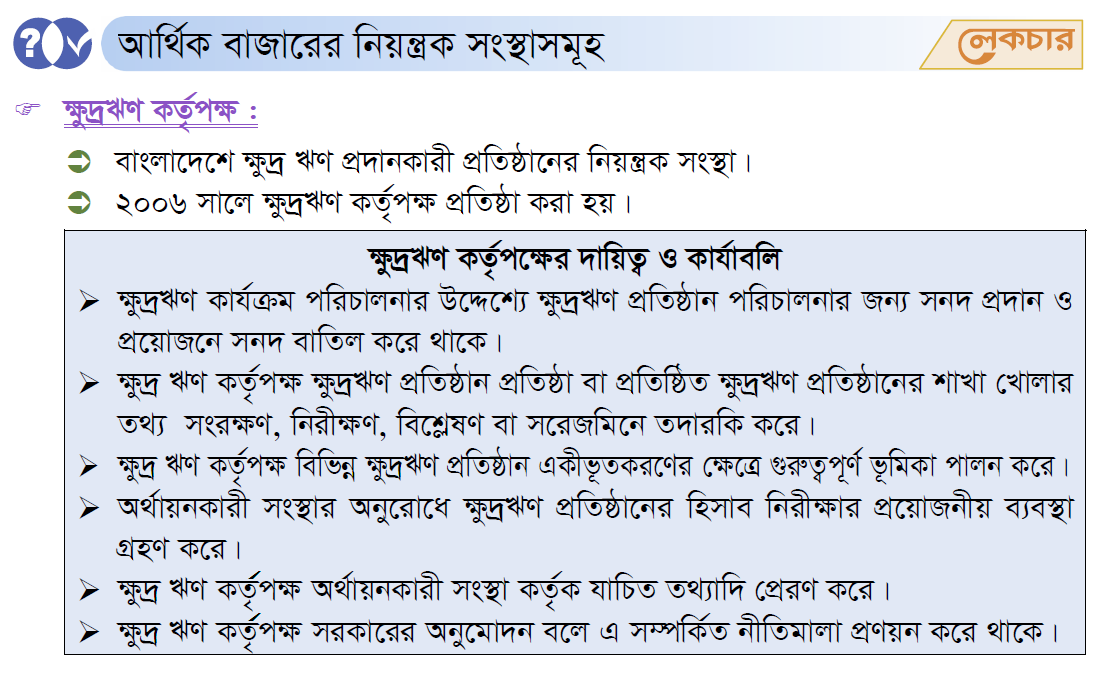 আর্থিক বাজারের নিয়ন্ত্রক সংস্থাসমূহ
লেকচার
ক্ষুদ্রঋণ কর্তৃপক্ষ :
বাংলাদেশে ক্ষুদ্র ঋণ প্রদানকারী প্রতিষ্ঠানের নিয়ন্ত্রক সংস্থা।
২০০৬ সালে ক্ষুদ্রঋণ কর্তৃপক্ষ প্রতিষ্ঠা করা হয়।
ক্ষুদ্রঋণ কর্তৃপক্ষের দায়িত্ব ও কার্যাবলি
ক্ষুদ্রঋণ কার্যক্রম পরিচালনার উদ্দেশ্যে ক্ষুদ্রঋণ প্রতিষ্ঠান পরিচালনার জন্য সনদ প্রদান ও
প্রয়োজনে সনদ বাতিল করে থাকে।
ক্ষুদ্র ঋণ কর্তৃপক্ষ ক্ষুদ্রঋণ প্রতিষ্ঠান প্রতিষ্ঠা বা প্রতিষ্ঠিত ক্ষুদ্রঋণ প্রতিষ্ঠানের শাখা খোলার
তথ্য সংরক্ষণ, নিরীক্ষণ, বিশ্লেষণ বা সরেজমিনে তদারকি করে।
ক্ষুদ্র ঋণ কর্তৃপক্ষ বিভিন্ন ক্ষুদ্রঋণ প্রতিষ্ঠান একীভূতকরণের ক্ষেত্রে গুরুত্বপূর্ণ ভূমিকা পালন করে।
অর্থায়নকারী সংস্থার অনুরোধে ক্ষুদ্রঋণ প্রতিষ্ঠানের হিসাব নিরীক্ষার প্রয়োজনীয় ব্যবস্থা
গ্রহণ করে।
ক্ষুদ্র ঋণ কর্তৃপক্ষ অর্থায়নকারী সংস্থা কর্তৃক যাচিত তথ্যাদি প্রেরণ করে।
ক্ষুদ্র ঋণ কর্তৃপক্ষ সরকারের অনুমোদন বলে এ সম্পর্কিত নীতিমালা প্রণয়ন করে থাকে।